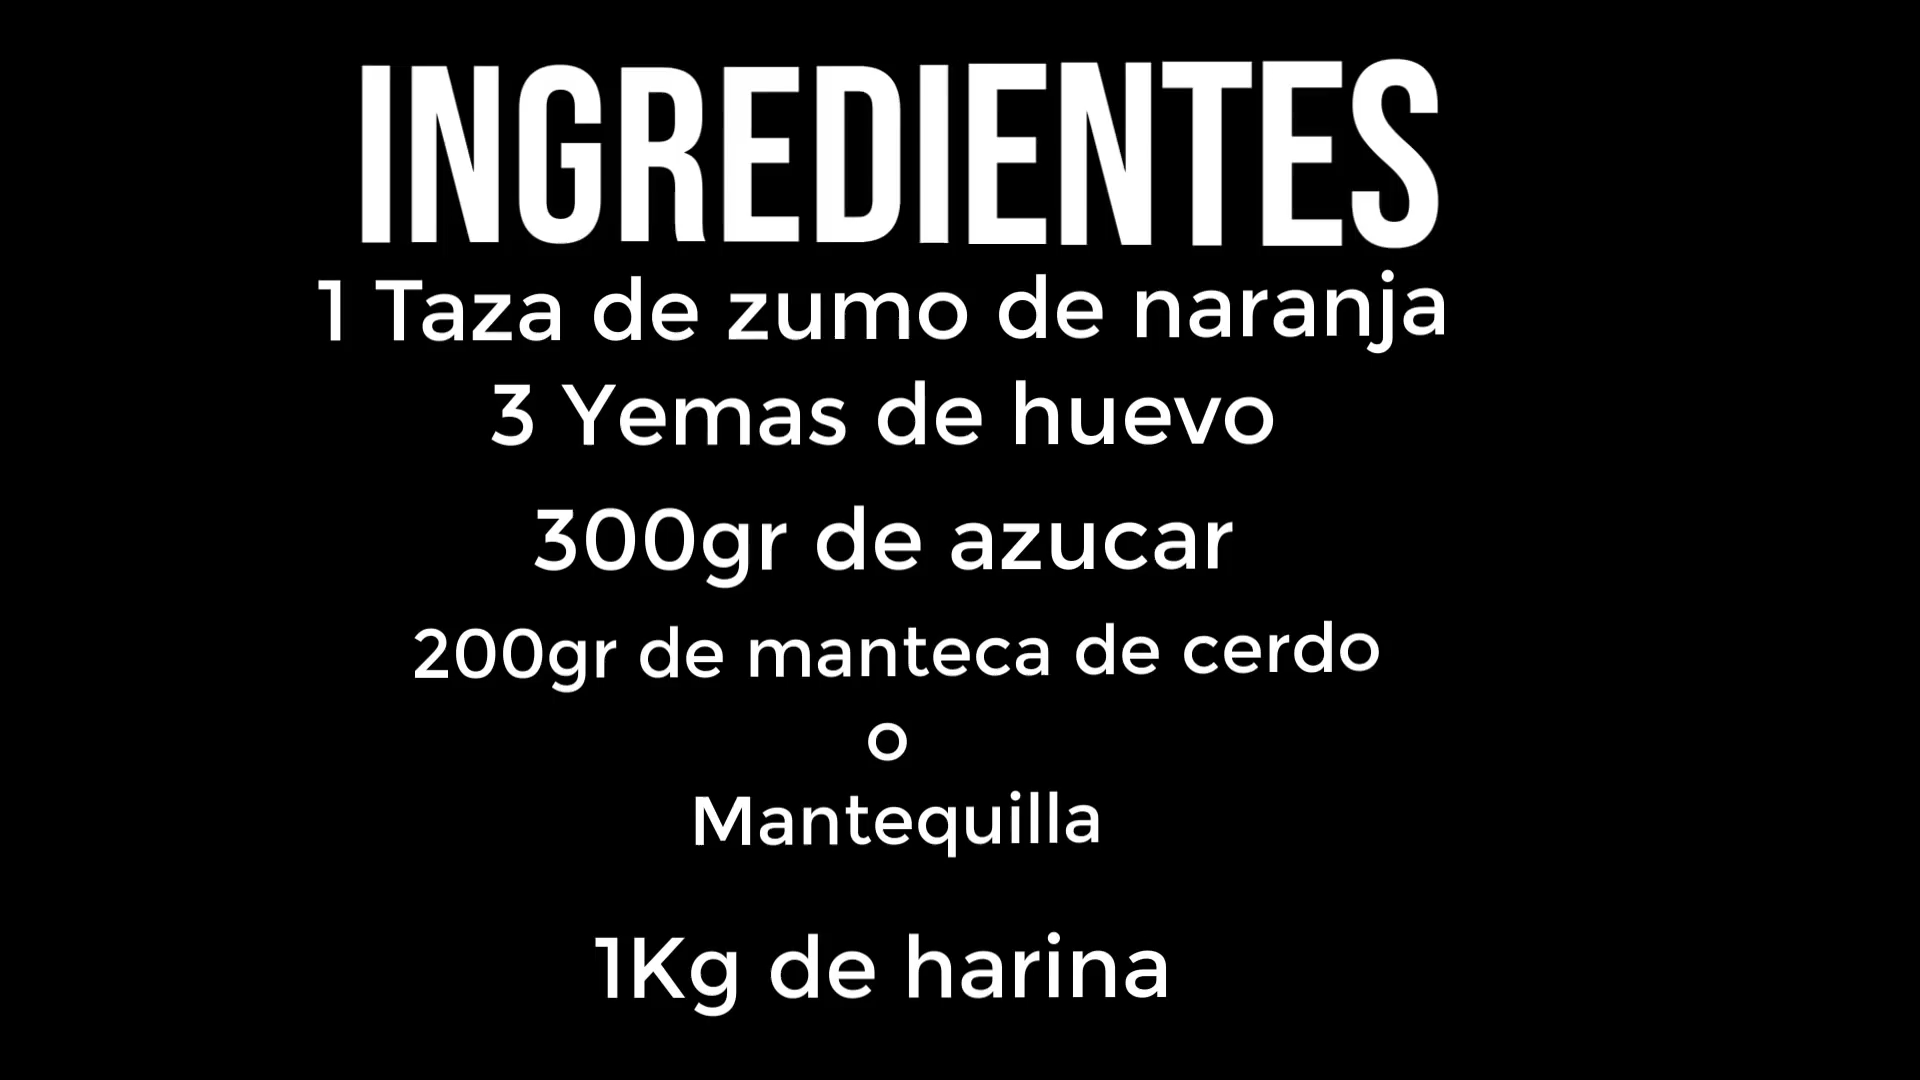 INGREDIENTES
1 Taza de zumo de naranja
3 Yemas de huevo
300gr de azucar
200gr de manteca de cerdo
o
Mantequilla
1Kg de harina